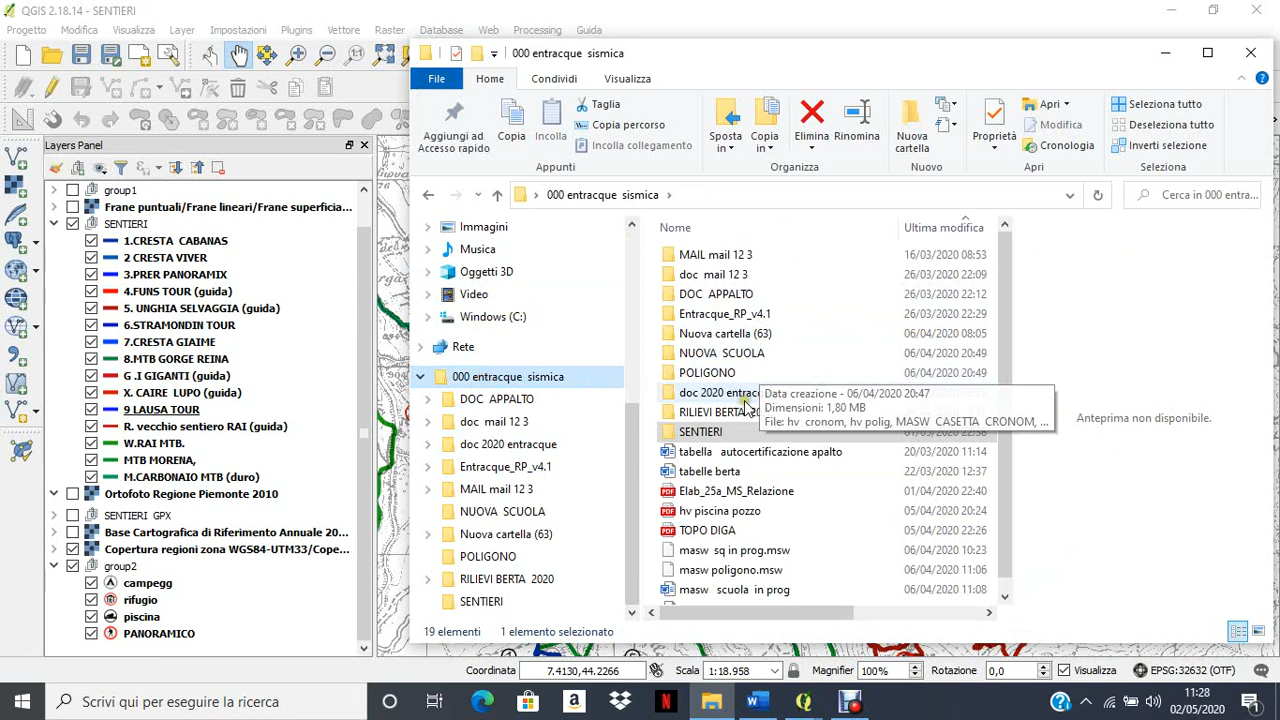 QGIS 2.18.14 - SENTIERI
Progetto Modifica Visualizza Layer Impostazioni Plugins Vettore Raster Database Web Processing Guida
000 entracque sismica
File Home Condividi Visualizza
Aggiungi ad Accesso rapido
Copia
Incolla
Taglia
Copia percorso
Incolla collegamento
Sposta in
Copia in
Elimina
Rinomina
Nuova cartella
Proprietà
Apri
Modifica
Cronologia
Seleziona tutto
Deseleziona tutto
Inverti selezione
Appunti Organizza Nuovo Apri Seleziona
000 entracque sismica
Cerca in 000 entra...
Layers Panel
group1
Frane puntuali/Frane lineari/Frane superficia...
SENTIERI
1.CRESTA CABANAS
2 CRESTA VIVER
3.PRER PANORAMIX
4.FUNS TOUR (guida)
5. UNGHIA SELVAGGIA (guida)
6.STRAMONDIN TOUR
7.CRESTA GIAIME
8.MTB GORGE REINA
G .I GIGANTI (guida)
X. CAIRE LUPO (guida)
9 LAUSA TOUR
R. vecchio sentiero RAI (guida)
W.RAI MTB.
MTB MORENA,
M.CARBONAIO MTB (duro)
Ortofoto Regione Piemonte 2010
SENTIERI GPX
Base Cartografica di Riferimento Annuale 20...
Copertura regioni zona WGS84-UTM33/Cope...
group2
campegg
rifugio
piscina
PANORAMICO
Immagini
Musica
Oggetti 3D
Video
Windows (C:)
Rete
000 entracque sismica
DOC APPALTO
doc mail 12 3
doc 2020 entracque
Entracque_RP_v4.1
MAIL mail 12 3
NUOVA SCUOLA
Nuova cartella (63)
POLIGONO
RILIEVI BERTA 2020
SENTIERI
Nome Ultima modifica
MAIL mail 12 3 16/03/2020 08:53
doc mail 12 3 26/03/2020 22:09
DOC APPALTO 26/03/2020 22:12
Entracque_RP_v4.1 26/03/2020 22:29
Nuova cartella (63) 06/04/2020 08:05
NUOVA SCUOLA 06/04/2020 20:49
POLIGONO 06/04/2020 20:49
doc 2020 entracq
RILIEVI BERTA 20
SENTIERI
Data creazione - 06/04/2020 20:47
Dimensioni: 1,80 MB
File: hv cronom, hv polig, MASW CASETTA CRONOM, ...
tabella autocertificazione apalto 20/03/2020 11:14
tabelle berta 22/03/2020 12:37
Elab_25a_MS_Relazione 01/04/2020 22:40
hv piscina pozzo 05/04/2020 20:24
TOPO DIGA 05/04/2020 22:26
masw sq in prog.msw 06/04/2020 10:23
masw poligono.msw 06/04/2020 11:06
masw scuola in prog 06/04/2020 11:08
Anteprima non disponibile.
19 elementi 1 elemento selezionato
Coordinata 7.4130,44.2266 Scala 1:18.958 Magnifier 100% Rotazione 0,0 Visualizza EPSG:32632 (OTF)
Scrivi qui per eseguire la ricerca
11:28
02/05/2020